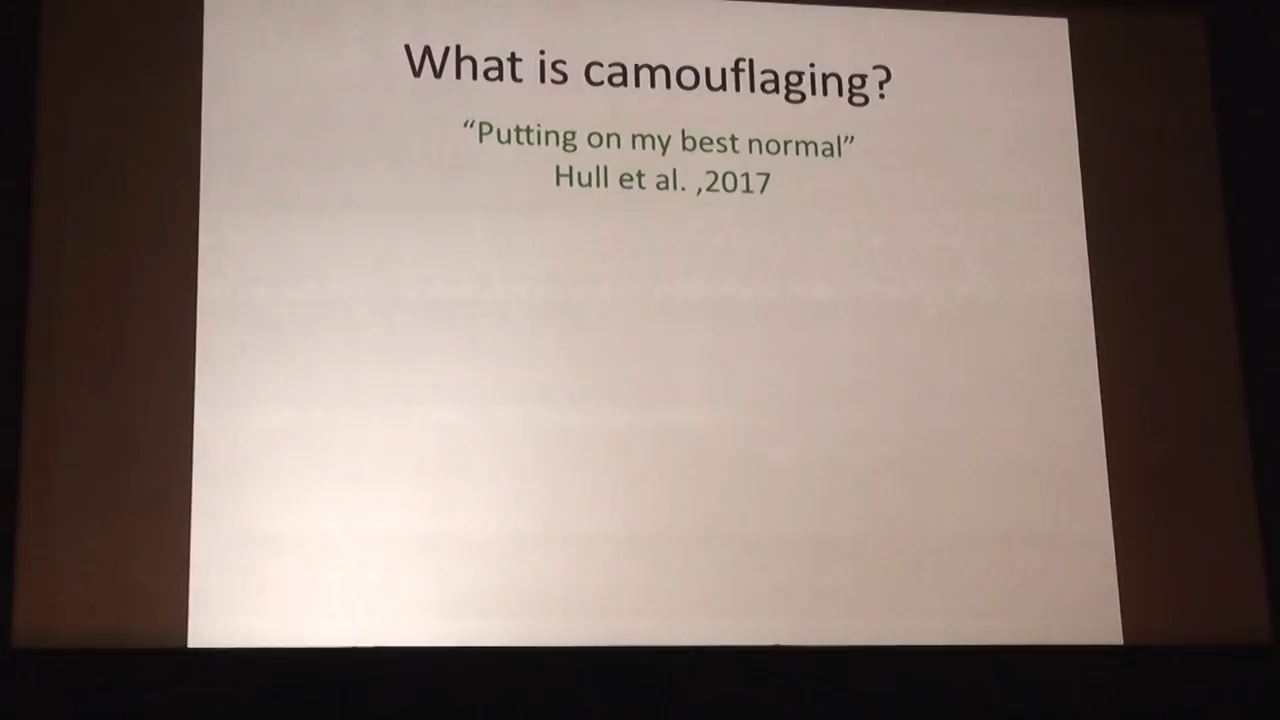 What is camouflaging?
“Putting on my best normal”
Hull et al. ,2017